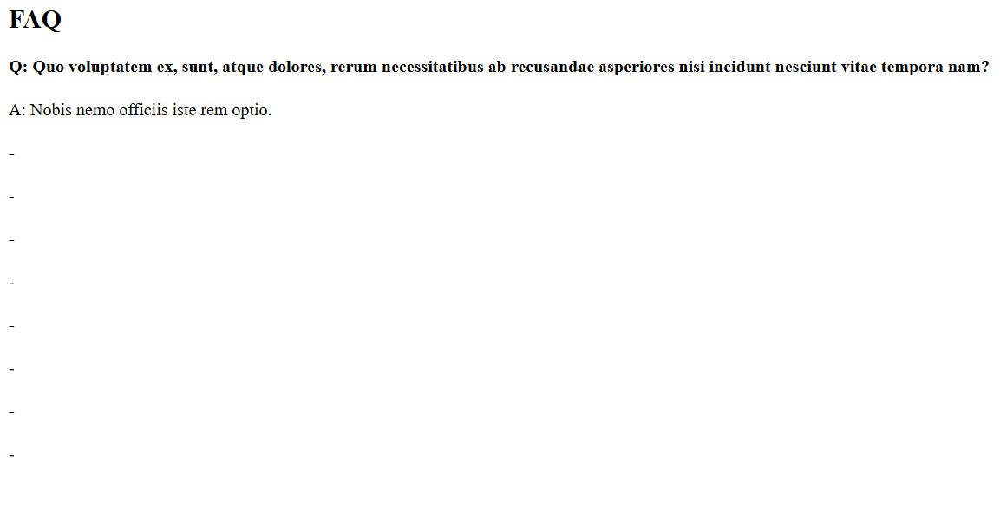 FAQ
Q: Quo voluptatem ex, sunt, atque dolores, rerum necessitatibus ab recusandae asperiores nisi incidunt nesciunt vitae tempora nam?
A: Nobis nemo officiis iste rem optio.
-
-
-
-
-
-
-
-